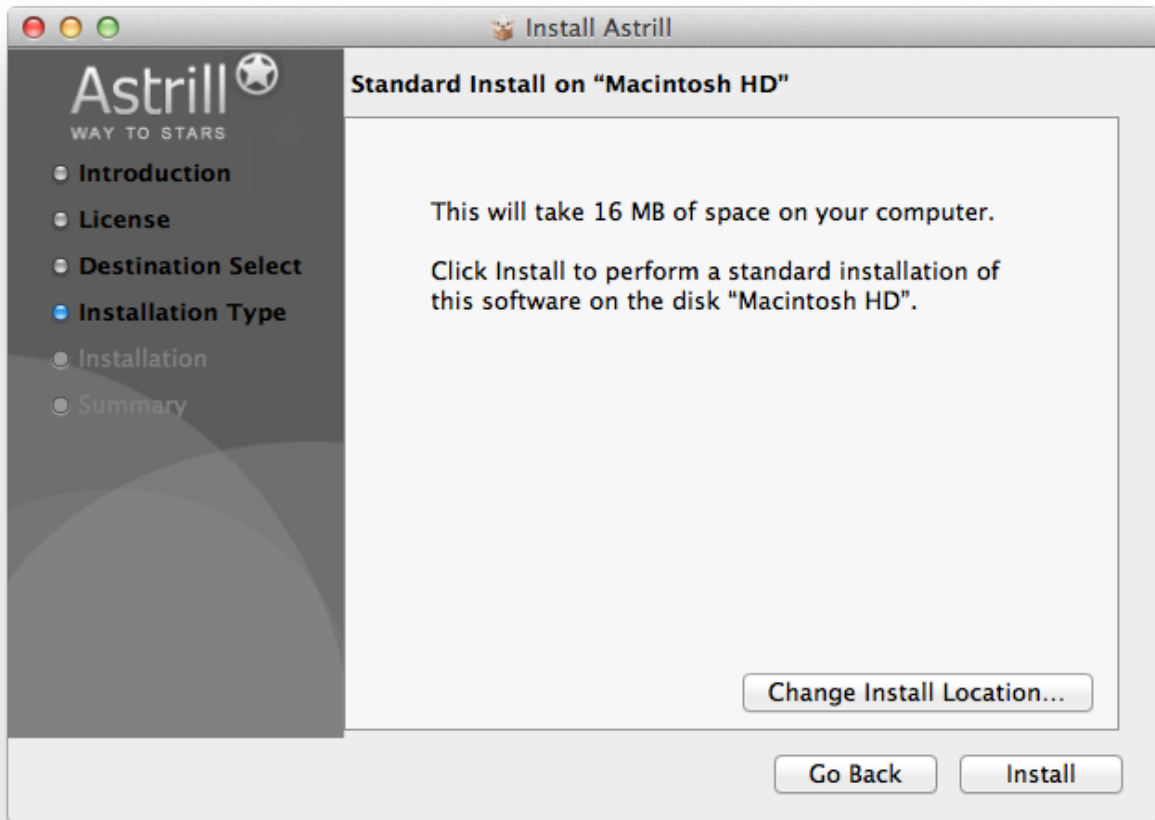 Install Astrill
Astrill
WAY TO STARS
Introduction
License
Destination Select
Installation Type
Installation
Summary
Standard Install on “Macintosh HD”
This will take 16 MB of space on your computer.
Click Install to perform a standard installation of
this software on the disk “Macintosh HD”.
Change Install Location...
Go Back
Install